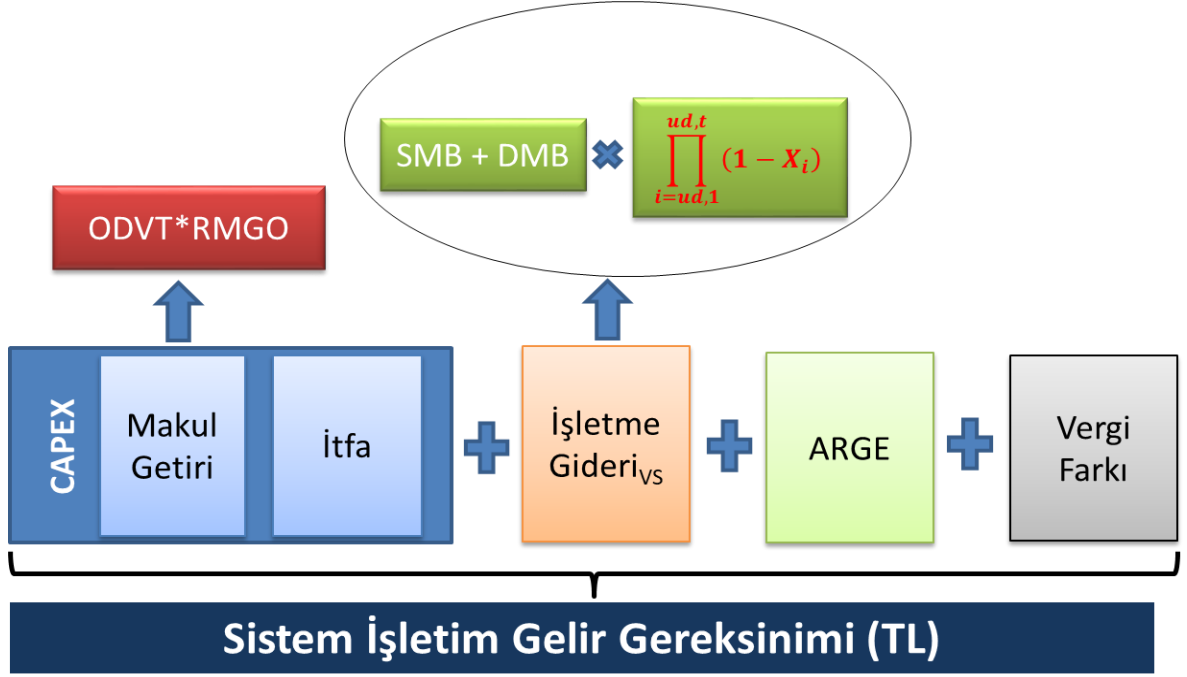 SMB + DMB
ud,t
∏ (1 − Xᵢ)
i=ud,1
ODVT*RMGO
CAPEX
Makul
Getiri
İtfa
İşletme
Gideri_VS
ARGE
Vergi
Farkı
Sistem İşletim Gelir Gereksinimi (TL)